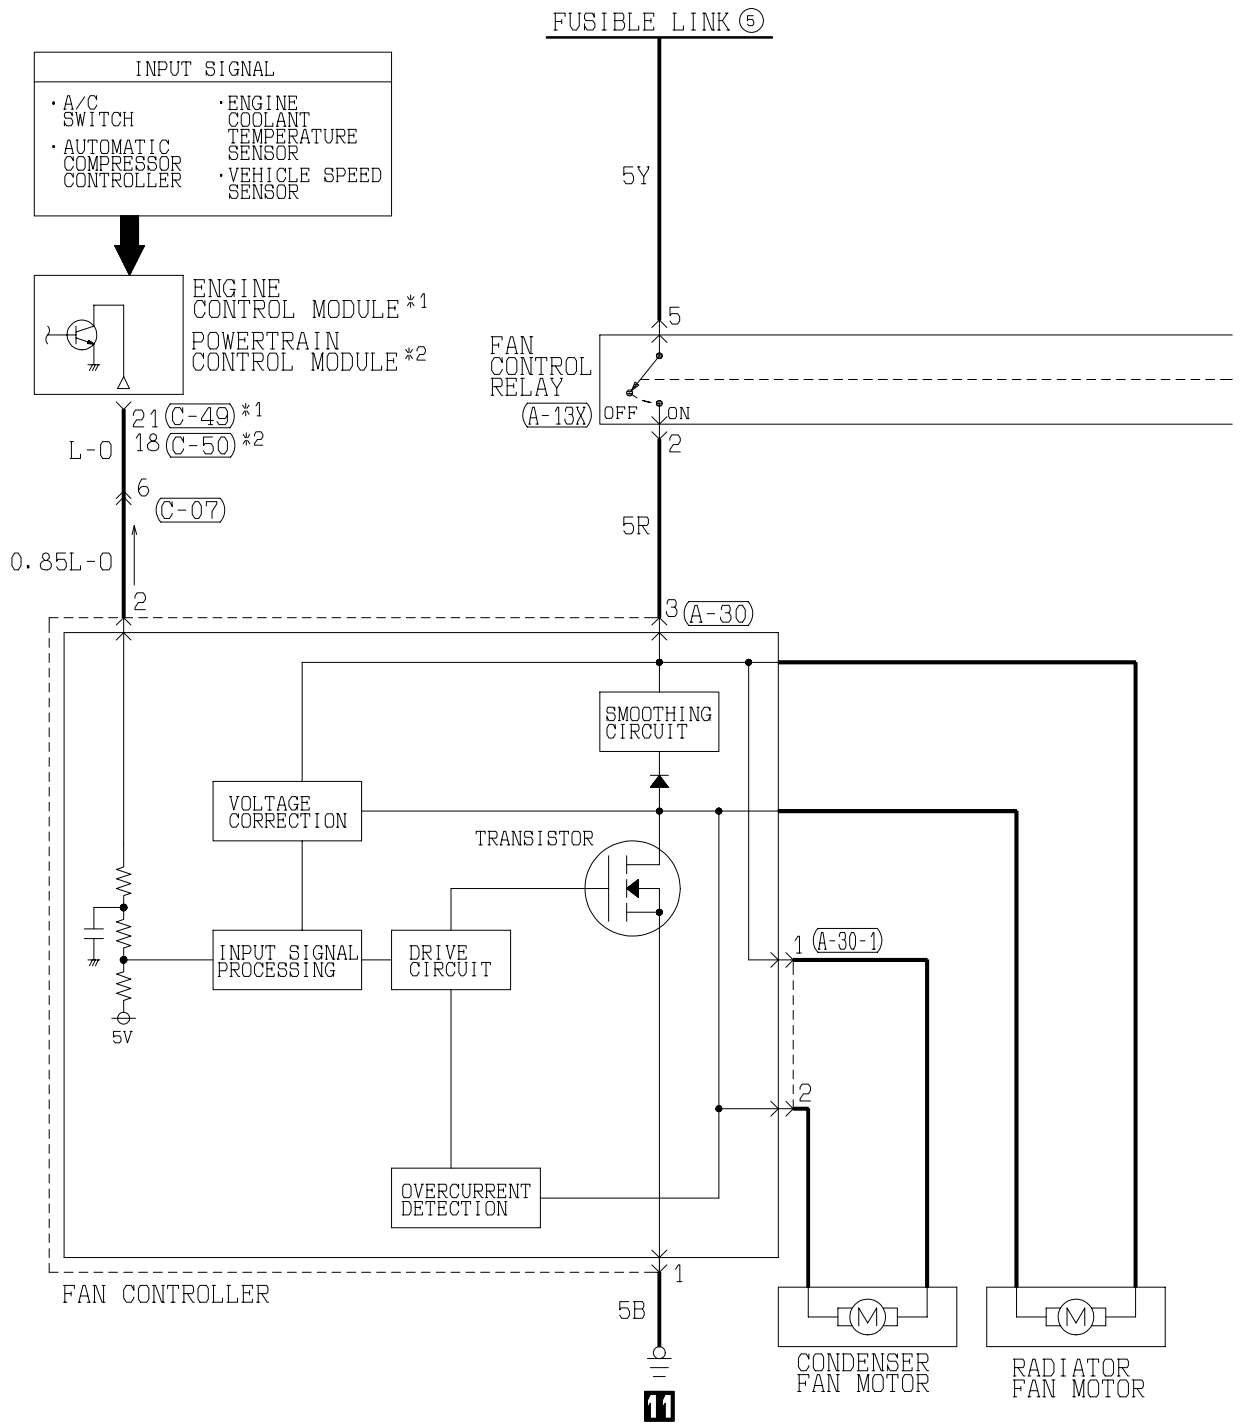 FUSIBLE LINK ⑤
INPUT SIGNAL
· A/C
SWITCH
· AUTOMATIC
COMPRESSOR
CONTROLLER
· ENGINE
COOLANT
TEMPERATURE
SENSOR
· VEHICLE SPEED
SENSOR
5Y
ENGINE
CONTROL MODULE *1
POWERTRAIN
CONTROL MODULE *2
5
FAN
CONTROL
RELAY
(A-13X)
OFF
ON
21 (C-49) *1
18 (C-50) *2
L-O
2
6
(C-07)
5R
0.85L-O
2
3 (A-30)
SMOOTHING
CIRCUIT
VOLTAGE
CORRECTION
TRANSISTOR
INPUT SIGNAL
PROCESSING
DRIVE
CIRCUIT
1 (A-30-1)
5V
2
OVERCURRENT
DETECTION
1
FAN CONTROLLER
5B
M
M
CONDENSER
FAN MOTOR
RADIATOR
FAN MOTOR
11